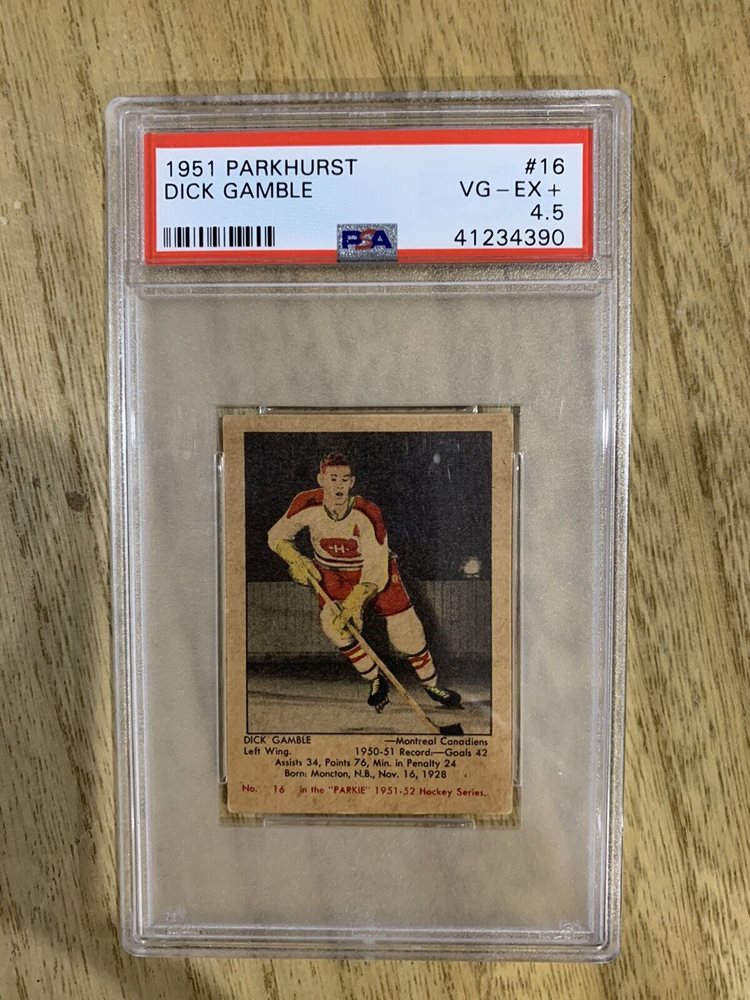 1951 PARKHURST #16
DICK GAMBLE VG-EX+
4.5
PSA 41234390
A
H
DICK GAMBLE —Montreal Canadiens
Left Wing. 1950-51 Record:—Goals 42
Assists 34, Points 76, Min. in Penalty 24
Born: Moncton, N.B., Nov. 16, 1928
No. 16 in the "PARKIE" 1951-52 Hockey Series.